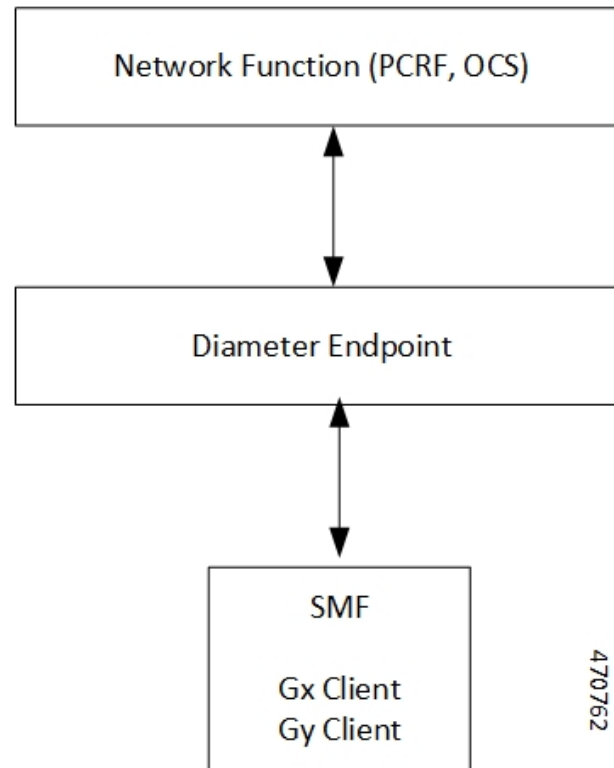 Network Function (PCRF, OCS)
Diameter Endpoint
SMF
Gx Client
Gy Client
470762